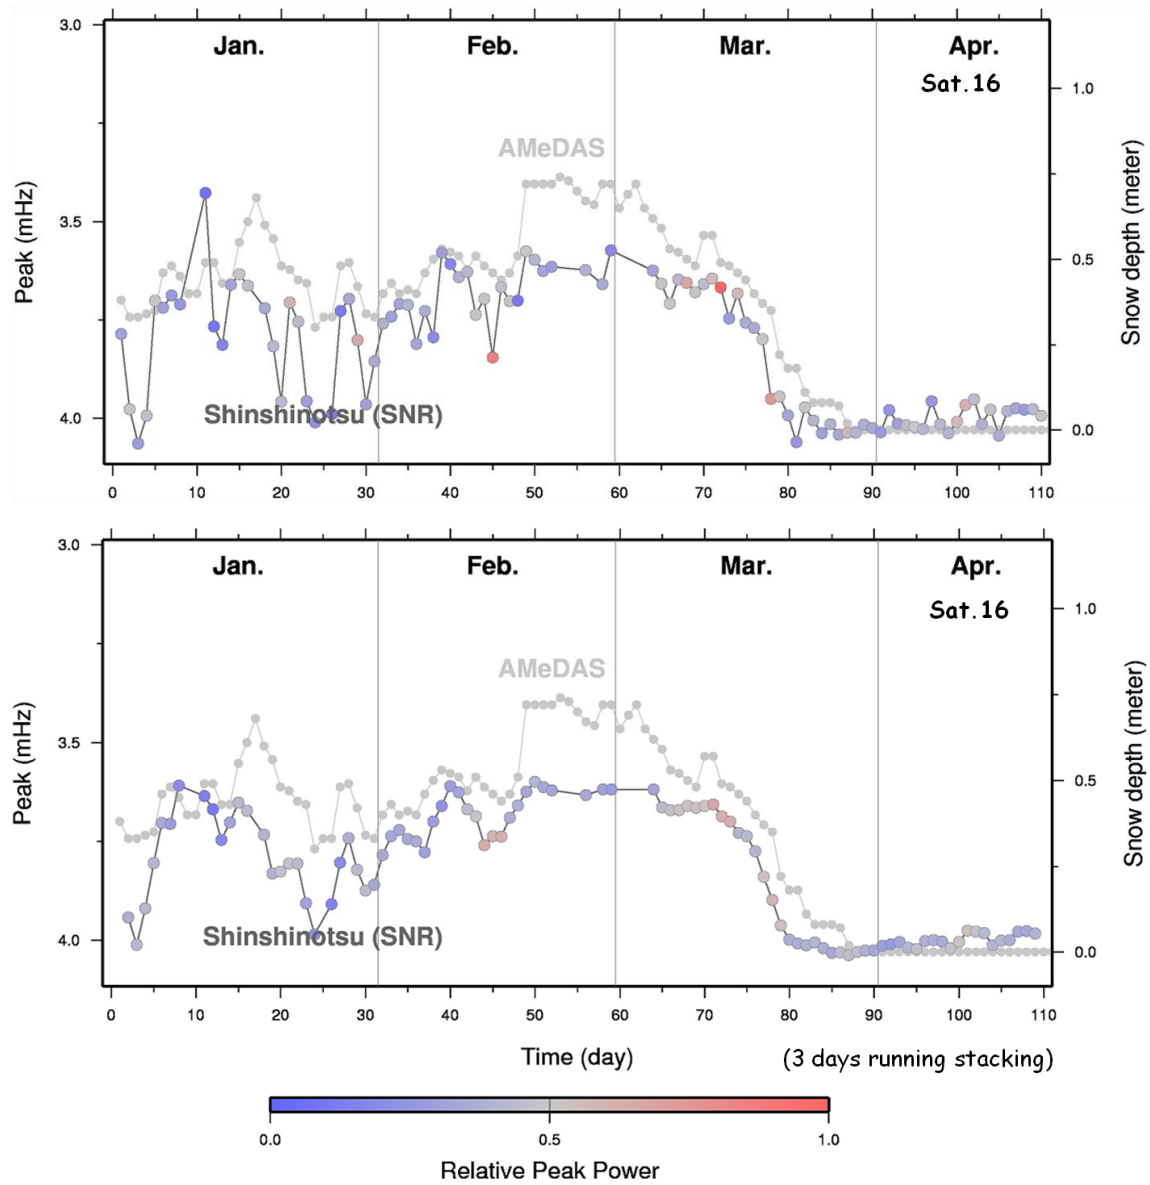 3.0
Jan. Feb. Mar. Apr.
Sat.16
1.0
AMeDAS
Peak (mHz)
3.5
0.5
Snow depth (meter)
Shinshinotsu (SNR)
4.0
0.0
0 10 20 30 40 50 60 70 80 90 100 110
3.0
Jan. Feb. Mar. Apr.
Sat.16
1.0
AMeDAS
Peak (mHz)
3.5
0.5
Snow depth (meter)
Shinshinotsu (SNR)
4.0
0.0
0 10 20 30 40 50 60 70 80 90 100 110
Time (day) (3 days running stacking)
0.0 0.5 1.0
Relative Peak Power